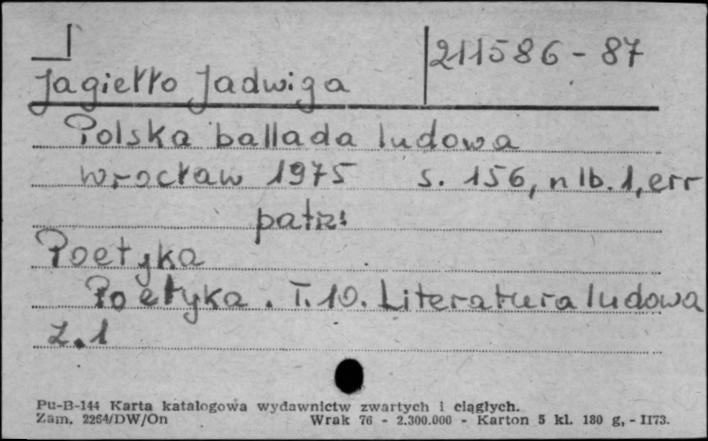 I
211586-87
Jagiełło Jadwiga
Polska ballada ludowa
Wrocław 1975 s. 156, nlb. 1, err
patrz:
Poetyka
Poetyka. T.10. Literatura ludowa
Z.1
Pu-B-144 Karta katalogowa wydawnictw zwartych i ciągłych.
Zam. 2264/DW/On Wrak 76 - 2.300.000 - Karton 5 kl. 180 g, - II73.